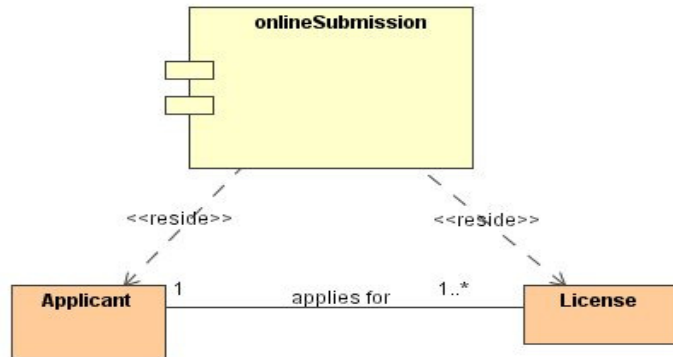 onlineSubmission
<<reside>>
<<reside>>
Applicant
1
applies for
1..*
License